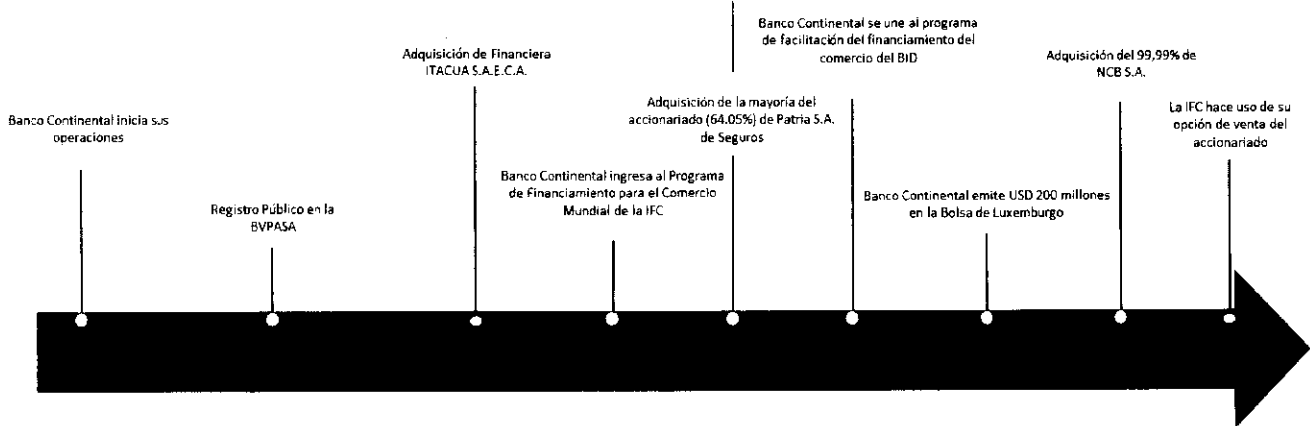 Banco Continental inicia sus
operaciones
Registro Público en la
BVPASA
Adquisición de Financiera
ITACUA S.A.E.C.A.
Banco Continental ingresa al Programa
de Financiamiento para el Comercio
Mundial de la IFC
Adquisición de la mayoría del
accionariado (64.05%) de Patria S.A.
de Seguros
Banco Continental se une al programa
de facilitación del financiamiento del
comercio del BID
Banco Continental emite USD 200 millones
en la Bolsa de Luxemburgo
Adquisición del 99,99% de
NCB S.A.
La IFC hace uso de su
opción de venta del
accionariado